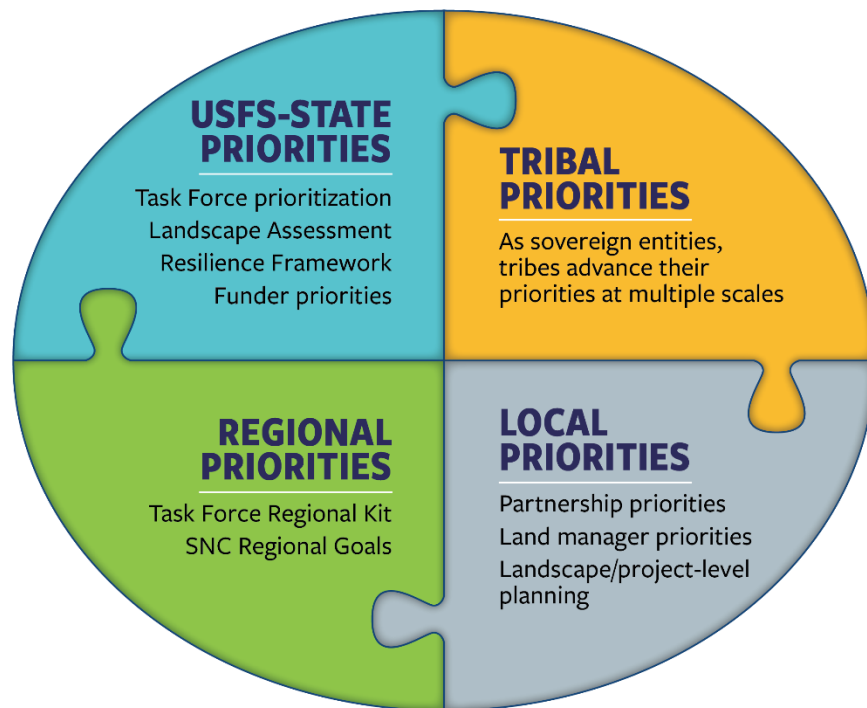 USFS-STATE
PRIORITIES
Task Force prioritization
Landscape Assessment
Resilience Framework
Funder priorities
TRIBAL
PRIORITIES
As sovereign entities,
tribes advance their
priorities at multiple scales
REGIONAL
PRIORITIES
Task Force Regional Kit
SNC Regional Goals
LOCAL
PRIORITIES
Partnership priorities
Land manager priorities
Landscape/project-level
planning